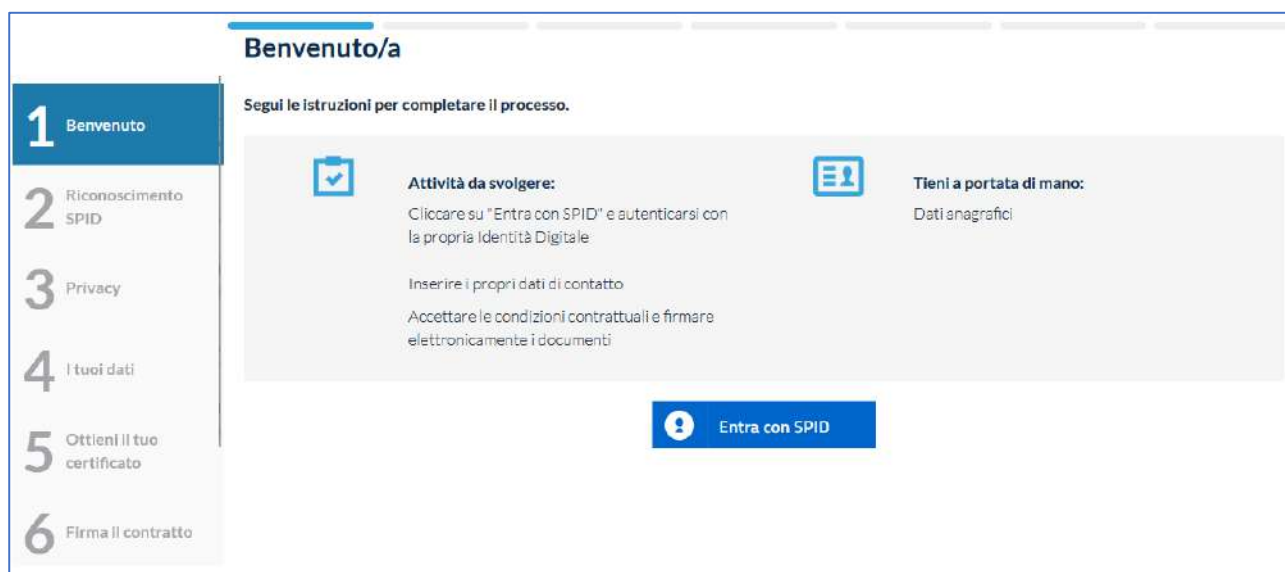 Benvenuto/a
Segui le istruzioni per completare il processo.
1 Benvenuto
2 Riconoscimento
SPID
3 Privacy
4 I tuoi dati
5 Ottieni il tuo
certificato
6 Firma il contratto
Attività da svolgere:
Cliccare su "Entra con SPID" e autenticarsi con
la propria Identità Digitale
Inserire i propri dati di contatto
Accettare le condizioni contrattuali e firmare
elettronicamente i documenti
Tieni a portata di mano:
Dati anagrafici
Entra con SPID